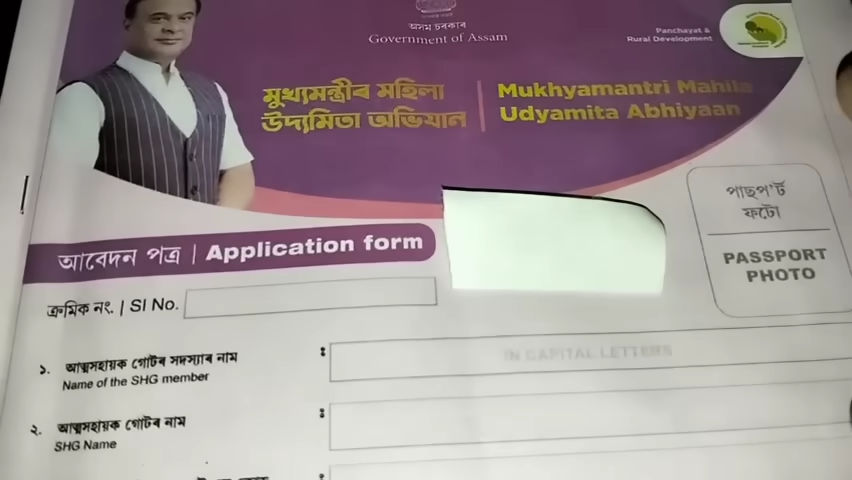 অসম চৰকাৰ
Government of Assam
Panchayat &
Rural Development
মুখ্যমন্ত্ৰীৰ মহিলা
উদ্যমিতা অভিযান
Mukhyamantri Mahila
Udyamita Abhiyaan
পাছপ'ৰ্ট
ফটো
PASSPORT
PHOTO
আবেদন পত্ৰ | Application form
ক্ৰমিক নং. | Sl No.
১. আত্মসহায়ক গোটৰ সদস্যাৰ নাম :
Name of the SHG member
IN CAPITAL LETTERS
২. আত্মসহায়ক গোটৰ নাম :
SHG Name